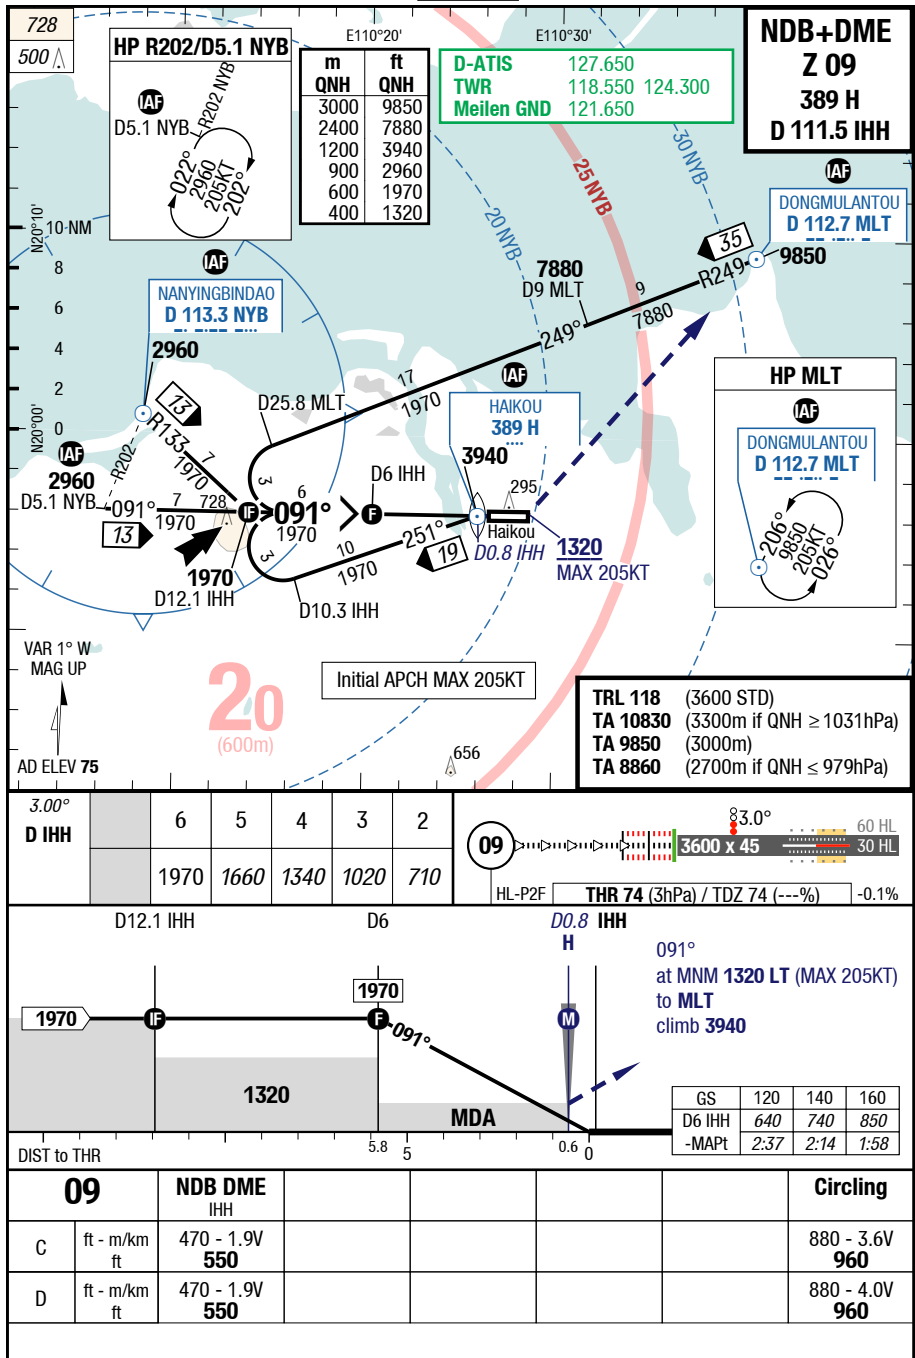 728
500
HP R202/D5.1 NYB
IAF
D5.1 NYB
R202 NYB
022°
2960
205KT
202°
E110°20'
E110°30'
m ft
QNH QNH
3000 9850
2400 7880
1200 3940
900 2960
600 1970
400 1320
D-ATIS 127.650
TWR 118.550 124.300
Meilen GND 121.650
NDB+DME
Z 09
389 H
D 111.5 IHH
IAF
DONGMULANTOU
D 112.7 MLT
9850
35
R249
30 NYB
25 NYB
20 NYB
N20°10'
10 NM
8
6
4
2
0
N20°00'
IAF
NANYINGBINDAO
D 113.3 NYB
2960
7880
D9 MLT
9
7880
249°
17
1970
D25.8 MLT
13
R133
7
1970
R202
IAF
2960
D5.1 NYB
091°
7
1970
13
728
IF
3
6
091°
1970
D6 IHH
F
IAF
HAIKOU
389 H
3940
295
Haikou
D0.8 IHH
1320
MAX 205KT
251°
19
10
1970
3
D10.3 IHH
1970
D12.1 IHH
HP MLT
IAF
DONGMULANTOU
D 112.7 MLT
206°
9850
205KT
026°
VAR 1° W
MAG UP
AD ELEV 75
20
(600m)
Initial APCH MAX 205KT
656
TRL 118 (3600 STD)
TA 10830 (3300m if QNH ≥ 1031hPa)
TA 9850 (3000m)
TA 8860 (2700m if QNH ≤ 979hPa)
3.00°
D IHH
6 5 4 3 2
1970 1660 1340 1020 710
09
3.0°
3600 x 45
60 HL
30 HL
HL-P2F
THR 74 (3hPa) / TDZ 74 (---%)
-0.1%
D12.1 IHH D6 D0.8 IHH
H
1970
IF
1970
F
091°
M
1320
MDA
091°
at MNM 1320 LT (MAX 205KT)
to MLT
climb 3940
GS 120 140 160
D6 IHH 640 740 850
-MAPt 2:37 2:14 1:58
DIST to THR 5.8 5 0.6 0
09 NDB DME Circling
IHH
C ft - m/km 470 - 1.9V 880 - 3.6V
ft 550 960
D ft - m/km 470 - 1.9V 880 - 4.0V
ft 550 960